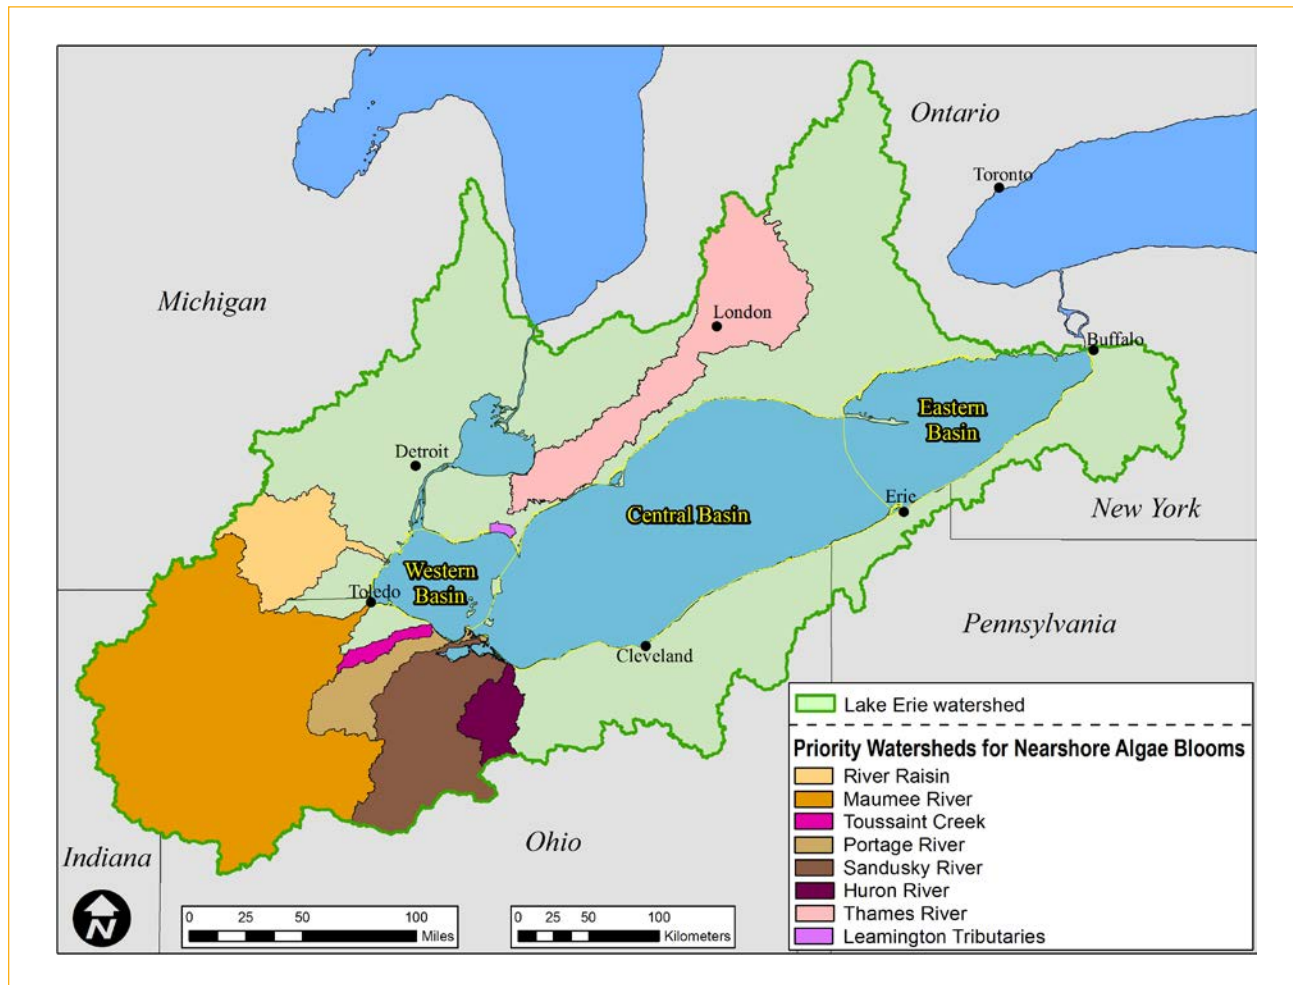 Ontario
Toronto
Michigan
London
Buffalo
Eastern
Basin
Detroit
Erie
New York
Central Basin
Western
Basin
Toledo
Pennsylvania
Cleveland
Lake Erie watershed
Priority Watersheds for Nearshore Algae Blooms
River Raisin
Maumee River
Toussaint Creek
Portage River
Sandusky River
Huron River
Thames River
Leamington Tributaries
Ohio
Indiana
N
0 25 50 100
Miles
0 25 50 100
Kilometers